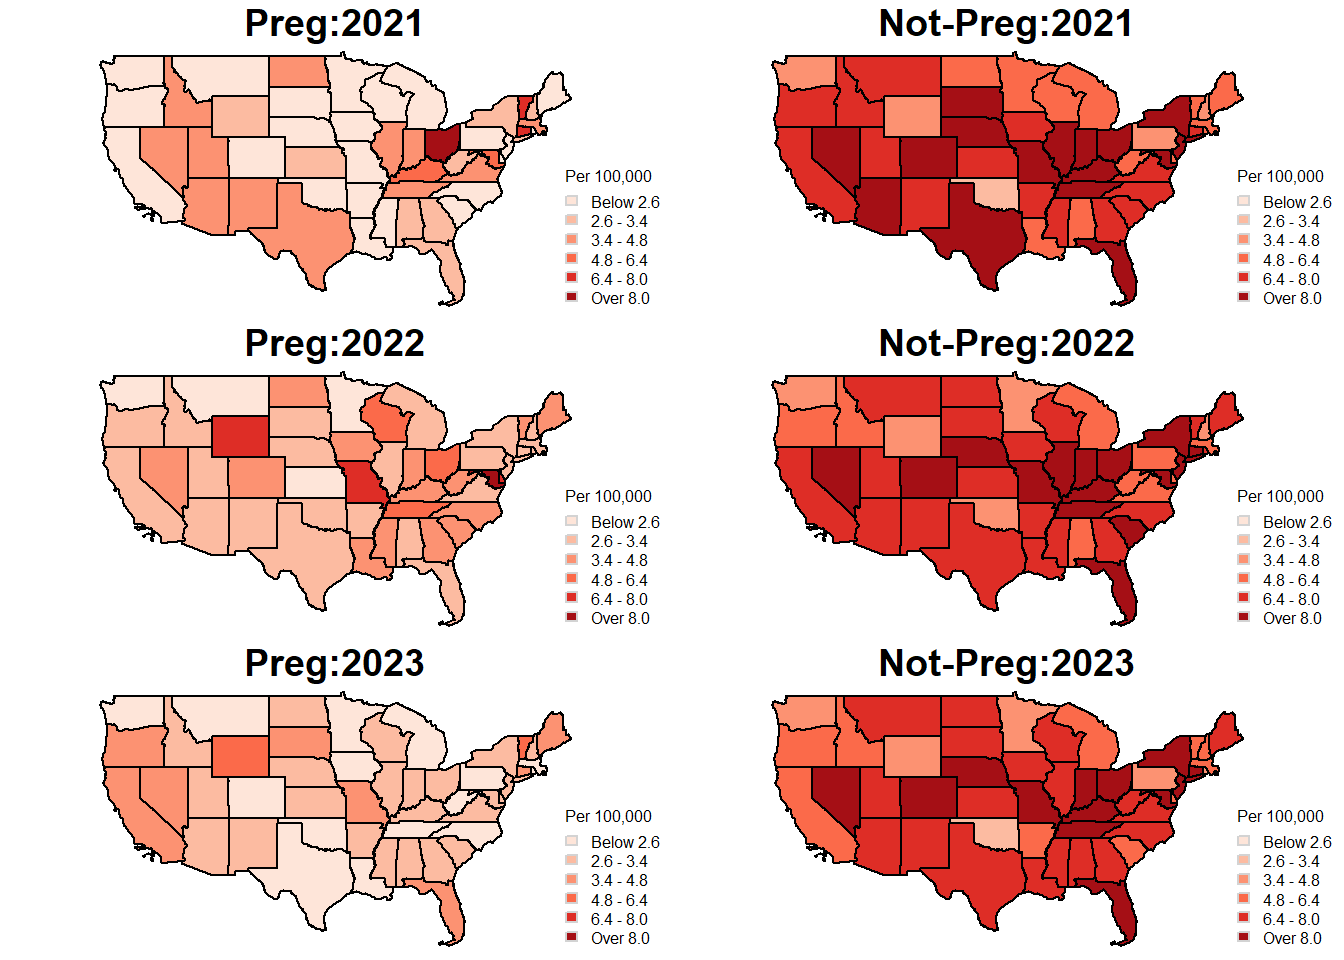 Preg:2021
Per 100,000
Below 2.6
2.6 - 3.4
3.4 - 4.8
4.8 - 6.4
6.4 - 8.0
Over 8.0
Not-Preg:2021
Per 100,000
Below 2.6
2.6 - 3.4
3.4 - 4.8
4.8 - 6.4
6.4 - 8.0
Over 8.0
Preg:2022
Per 100,000
Below 2.6
2.6 - 3.4
3.4 - 4.8
4.8 - 6.4
6.4 - 8.0
Over 8.0
Not-Preg:2022
Per 100,000
Below 2.6
2.6 - 3.4
3.4 - 4.8
4.8 - 6.4
6.4 - 8.0
Over 8.0
Preg:2023
Per 100,000
Below 2.6
2.6 - 3.4
3.4 - 4.8
4.8 - 6.4
6.4 - 8.0
Over 8.0
Not-Preg:2023
Per 100,000
Below 2.6
2.6 - 3.4
3.4 - 4.8
4.8 - 6.4
6.4 - 8.0
Over 8.0